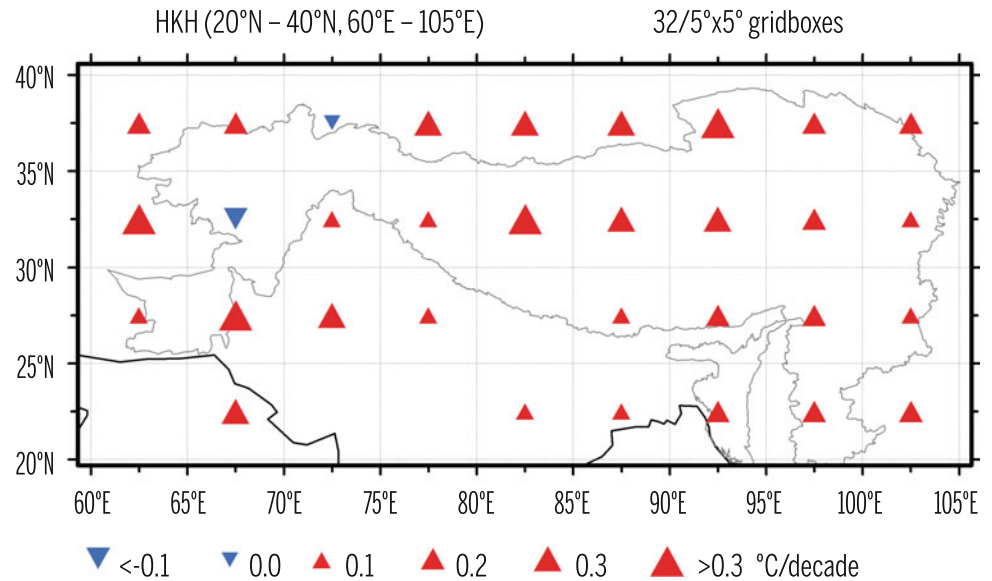 HKH (20°N – 40°N, 60°E – 105°E) 32/5°x5° gridboxes
40°N
35°N
30°N
25°N
20°N
60°E 65°E 70°E 75°E 80°E 85°E 90°E 95°E 100°E 105°E
<-0.1 0.0 0.1 0.2 0.3 >0.3 °C/decade